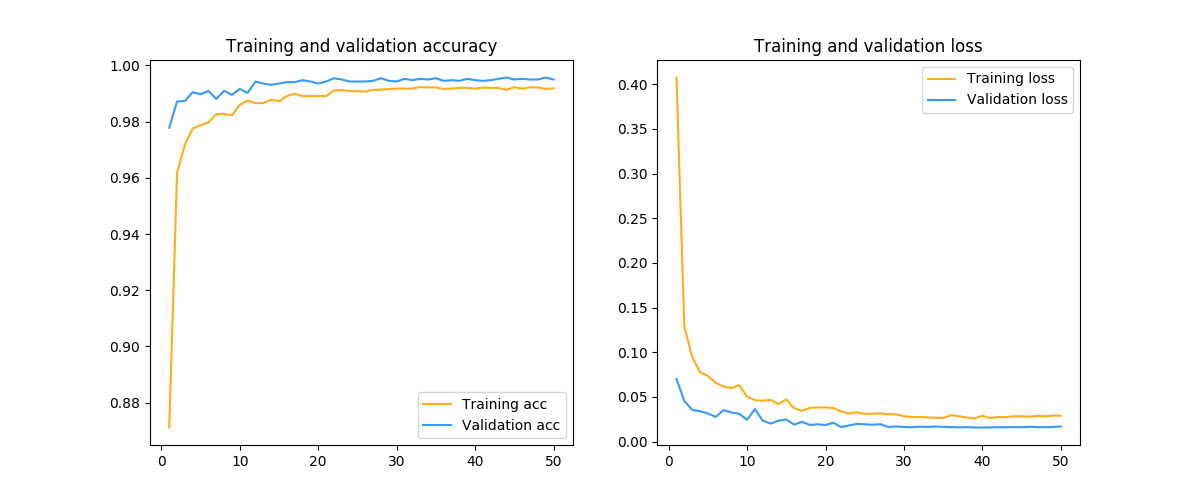 Training and validation accuracy
1.00
0.98
0.96
0.94
0.92
0.90
0.88
0 10 20 30 40 50
Training acc
Validation acc
Training and validation loss
0.40
0.35
0.30
0.25
0.20
0.15
0.10
0.05
0.00
0 10 20 30 40 50
Training loss
Validation loss